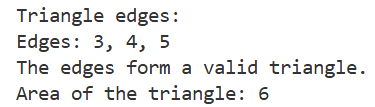 Triangle edges:
Edges: 3, 4, 5
The edges form a valid triangle.
Area of the triangle: 6